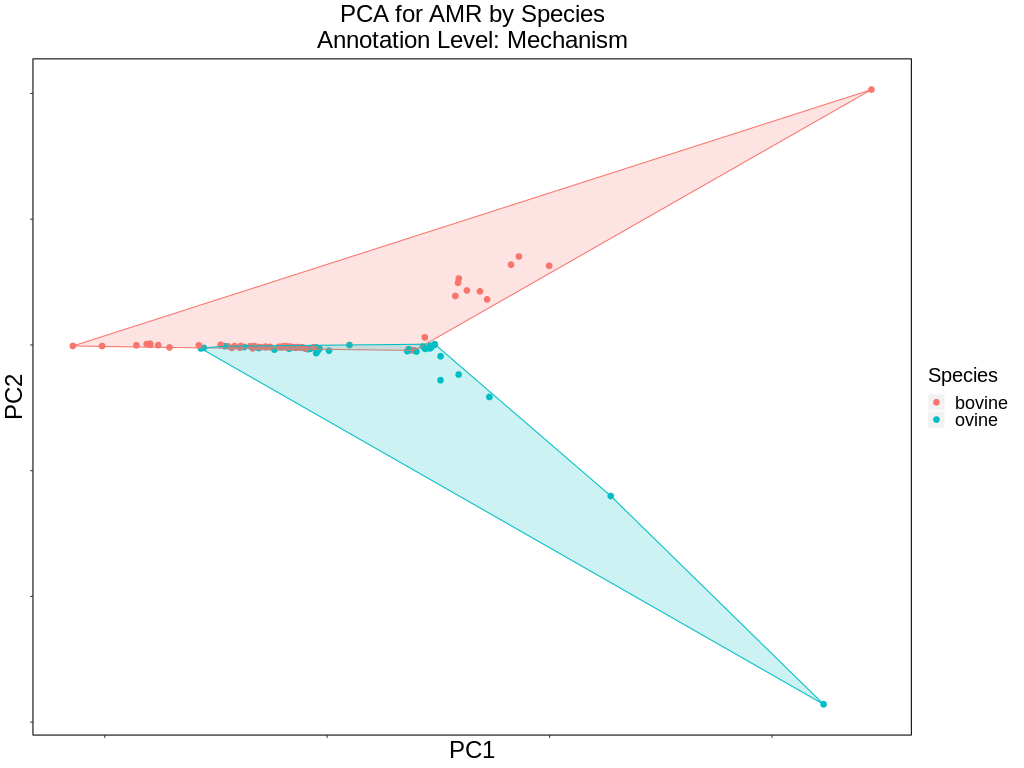 PCA for AMR by Species
Annotation Level: Mechanism
PC2
Species
bovine
ovine
PC1